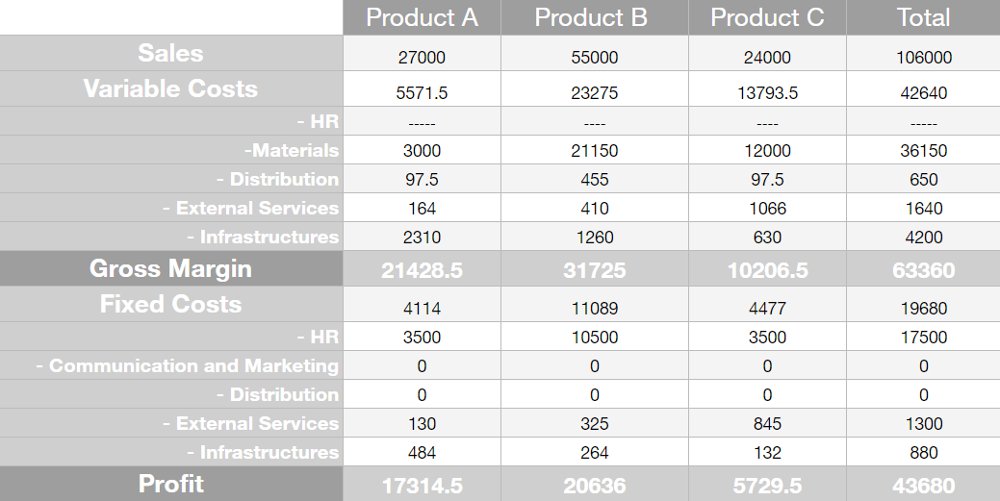 Product A Product B Product C Total
Sales 27000 55000 24000 106000
Variable Costs 5571.5 23275 13793.5 42640
- HR ----- ---- ---- -----
-Materials 3000 21150 12000 36150
- Distribution 97.5 455 97.5 650
- External Services 164 410 1066 1640
- Infrastructures 2310 1260 630 4200
Gross Margin 21428.5 31725 10206.5 63360
Fixed Costs 4114 11089 4477 19680
- HR 3500 10500 3500 17500
- Communication and Marketing 0 0 0 0
- Distribution 0 0 0 0
- External Services 130 325 845 1300
- Infrastructures 484 264 132 880
Profit 17314.5 20636 5729.5 43680